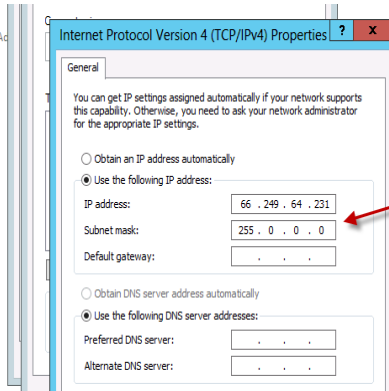 Internet Protocol Version 4 (TCP/IPv4) Properties ? x
General
You can get IP settings assigned automatically if your network supports
this capability. Otherwise, you need to ask your network administrator
for the appropriate IP settings.
Obtain an IP address automatically
Use the following IP address:
IP address: 66 . 249 . 64 . 231
Subnet mask: 255 . 0 . 0 . 0
Default gateway: . . .
Obtain DNS server address automatically
Use the following DNS server addresses:
Preferred DNS server: . . .
Alternate DNS server: . . .